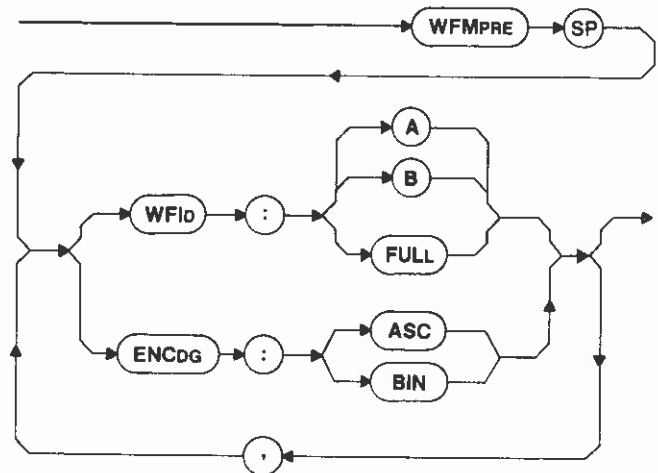 WFMPRE SP
A
B
WFID : FULL
ENCDG : ASC
BIN
,